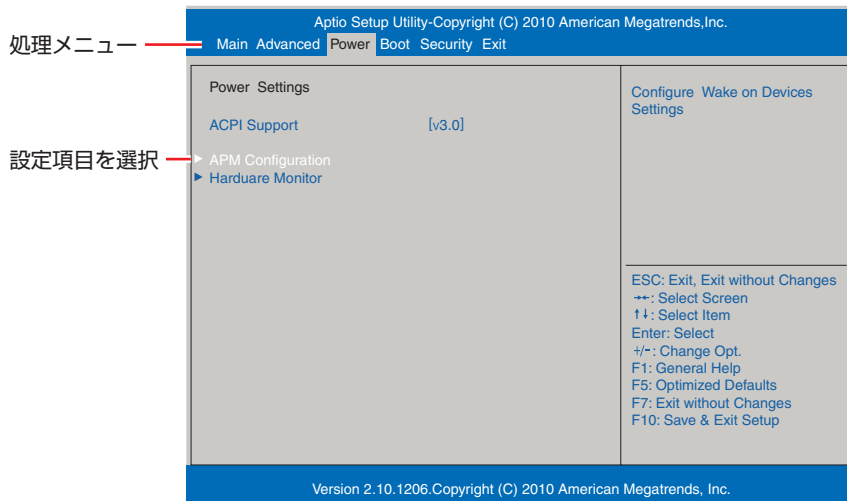 Aptio Setup Utility-Copyright (C) 2010 American Megatrends,Inc.
処理メニュー
Main Advanced Power Boot Security Exit
Power Settings
ACPI Support [v3.0]
設定項目を選択
▶ APM Configuration
▶ Harduare Monitor
Configure Wake on Devices
Settings
ESC: Exit, Exit without Changes
→←: Select Screen
↑↓: Select Item
Enter: Select
+/-: Change Opt.
F1: General Help
F5: Optimized Defaults
F7: Exit without Changes
F10: Save & Exit Setup
Version 2.10.1206.Copyright (C) 2010 American Megatrends, Inc.